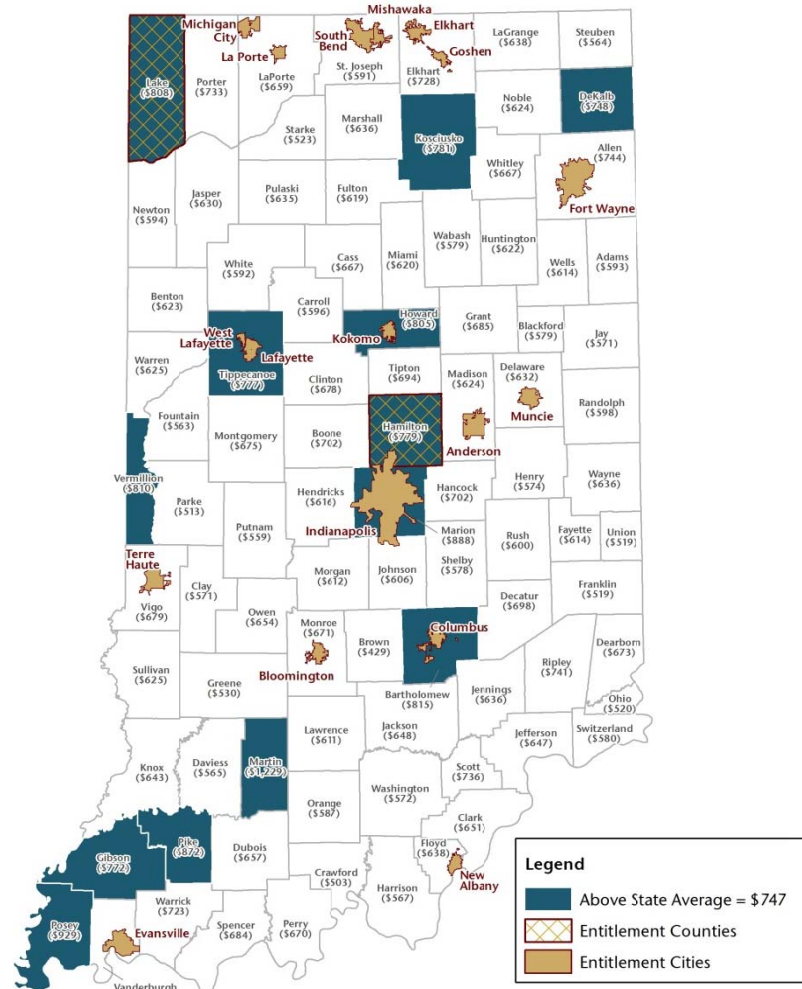 Mishawaka
Michigan
City
South
Bend
Elkhart
Goshen
La Porte
LaGrange
($638)
Steuben
($564)
Lake
($808)
Porter
($733)
LaPorte
($659)
St. Joseph
($591)
Elkhart
($728)
Noble
($624)
DeKalb
($748)
Starke
($523)
Marshall
($636)
Kosciusko
($781)
Whitley
($667)
Allen
($744)
Fort Wayne
Newton
($594)
Jasper
($630)
Pulaski
($635)
Fulton
($619)
Wabash
($579)
Huntington
($622)
White
($592)
Cass
($667)
Miami
($620)
Wells
($614)
Adams
($593)
Benton
($623)
Carroll
($596)
Howard
($805)
Kokomo
Grant
($685)
Blackford
($579)
Jay
($571)
West
Lafayette
Lafayette
Tippecanoe
($777)
Warren
($625)
Clinton
($678)
Tipton
($694)
Madison
($624)
Delaware
($632)
Muncie
Randolph
($598)
Fountain
($563)
Montgomery
($675)
Boone
($702)
Hamilton
($779)
Anderson
Vermillion
($810)
Parke
($513)
Hendricks
($616)
Hancock
($702)
Henry
($574)
Wayne
($636)
Putnam
($559)
Indianapolis
Marion
($888)
Rush
($600)
Fayette
($614)
Union
($519)
Terre
Haute
Vigo
($679)
Clay
($571)
Morgan
($612)
Johnson
($606)
Shelby
($578)
Franklin
($519)
Decatur
($698)
Owen
($654)
Monroe
($671)
Brown
($429)
Columbus
Dearborn
($673)
Sullivan
($625)
Greene
($530)
Bloomington
Bartholomew
($815)
Jennings
($636)
Ripley
($741)
Ohio
($520)
Lawrence
($611)
Jackson
($648)
Jefferson
($647)
Switzerland
($580)
Knox
($643)
Daviess
($565)
Martin
($1,229)
Scott
($736)
Washington
($572)
Orange
($587)
Clark
($651)
Gibson
($772)
Pike
($872)
Dubois
($657)
Crawford
($503)
Harrison
($567)
Floyd
($638)
New
Albany
Posey
($929)
Evansville
Warrick
($723)
Spencer
($684)
Perry
($670)
Vanderburgh
Legend
Above State Average = $747
Entitlement Counties
Entitlement Cities